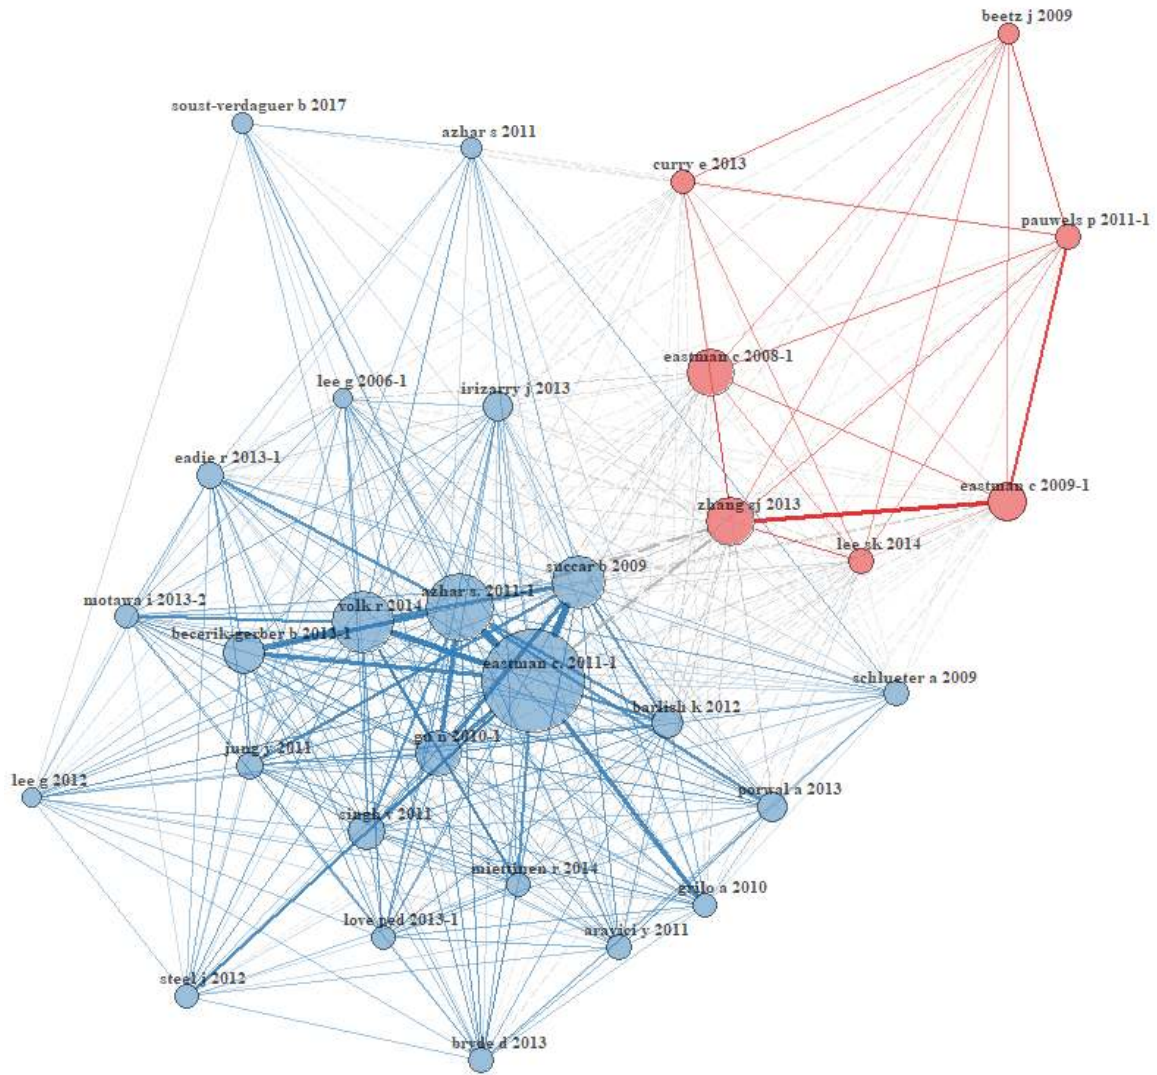 beetz j 2009
soust-verdaguer b 2017
azhar s 2011
curry e 2013
pauwels p 2011-1
eastman c 2008-1
lee g 2006-1
irizarry j 2013
eadie r 2013-1
eastman c 2009-1
zhang sj 2013
lee sk 2014
succar b 2009
azhar s. 2011-1
motawa i 2013-2
volk r 2014
becerik-gerber b 2013-1
eastman c. 2011-1
schlueter a 2009
barlish k 2012
gu n 2010-1
jung y 2011
lee g 2012
porwal a 2013
singh v 2011
miettinen r 2014
grilo a 2010
love ped 2013-1
arayici y 2011
steel j 2012
bryde d 2013